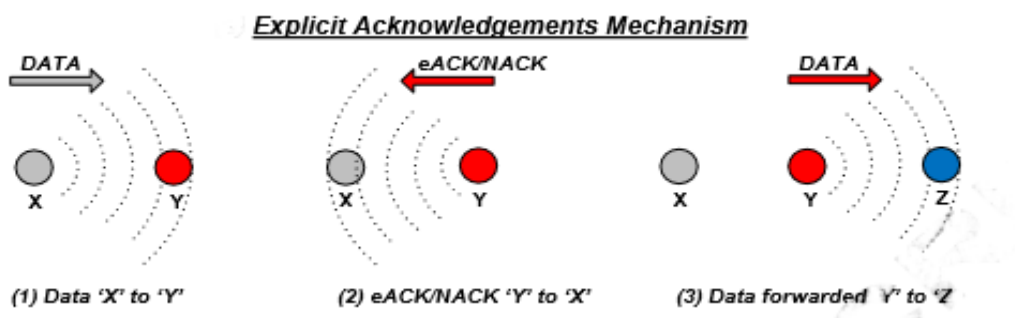 Explicit Acknowledgements Mechanism
DATA eACK/NACK DATA
X Y X Y X Y Z
(1) Data ‘X’ to ‘Y’ (2) eACK/NACK ‘Y’ to ‘X’ (3) Data forwarded Y’ to ‘Z